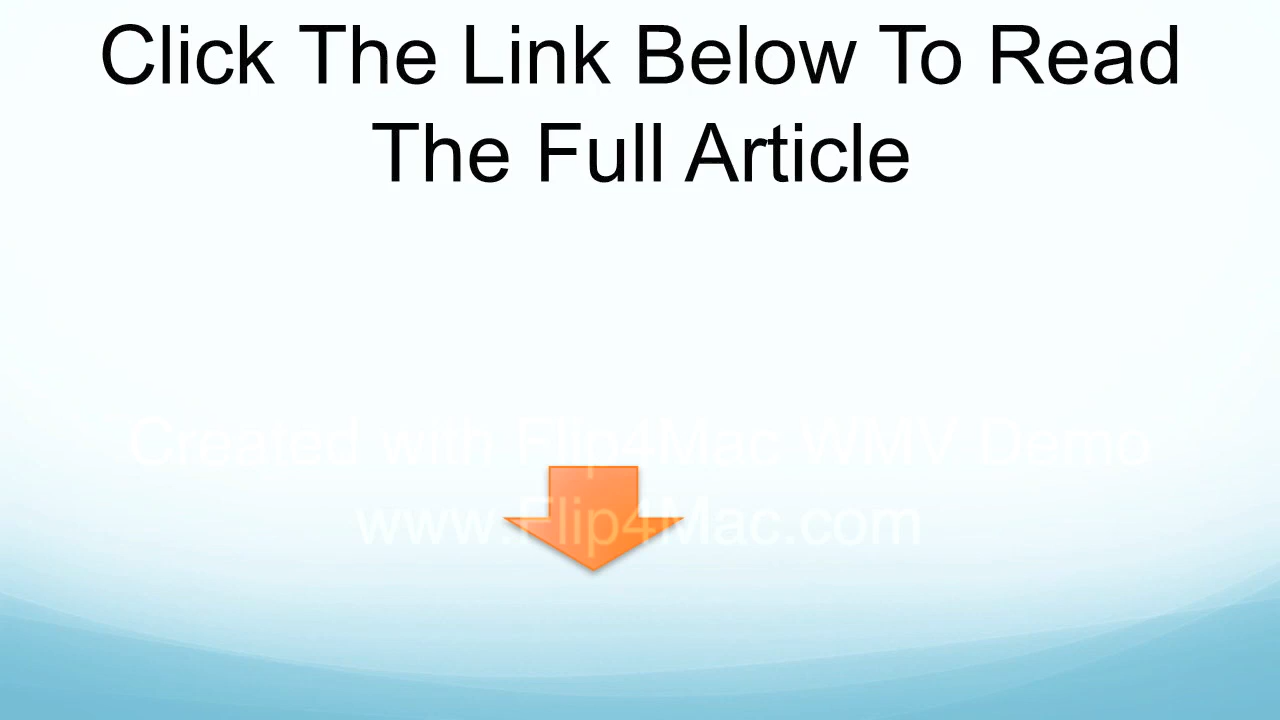 Click The Link Below To Read
The Full Article
Created with Flip4Mac WMV Demo
www.Flip4Mac.com